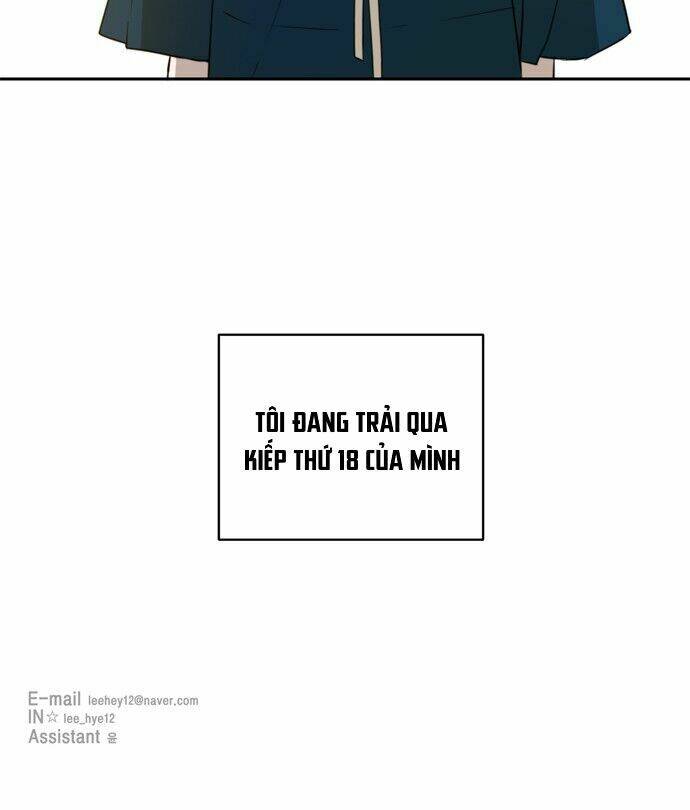 TÔI ĐANG TRẢI QUA
KIẾP THỨ 18 CỦA MÌNH
E-mail leehey12@naver.com
IN☆ lee_hye12
Assistant 윤